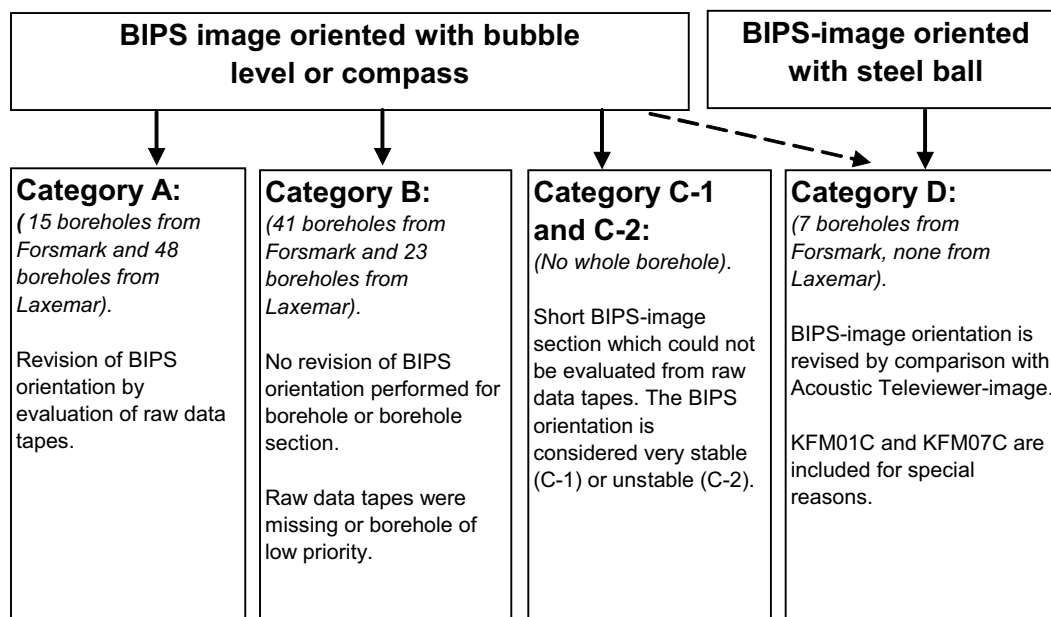 BIPS image oriented with bubble
level or compass
BIPS-image oriented
with steel ball
Category A:
(15 boreholes from
Forsmark and 48
boreholes from
Laxemar).
Revision of BIPS
orientation by
evaluation of raw data
tapes.
Category B:
(41 boreholes from
Forsmark and 23
boreholes from
Laxemar).
No revision of BIPS
orientation performed for
borehole or borehole
section.
Raw data tapes were
missing or borehole of
low priority.
Category C-1
and C-2:
(No whole borehole).
Short BIPS-image
section which could not
be evaluated from raw
data tapes. The BIPS
orientation is
considered very stable
(C-1) or unstable (C-2).
Category D:
(7 boreholes from
Forsmark, none from
Laxemar).
BIPS-image orientation is
revised by comparison with
Acoustic Televiewer-image.
KFM01C and KFM07C are
included for special
reasons.